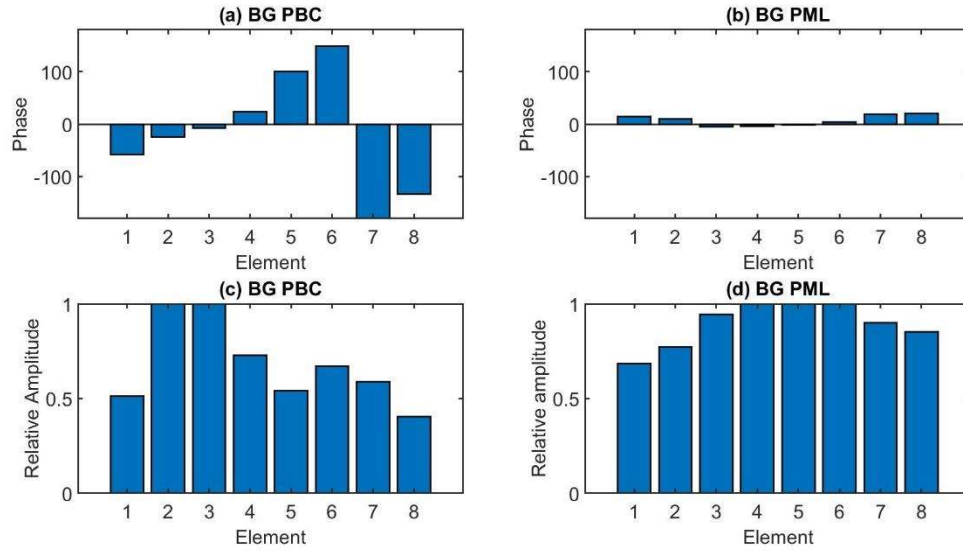 (a) BG PBC
Phase
100
0
-100
1 2 3 4 5 6 7 8
Element
(b) BG PML
Phase
100
0
-100
1 2 3 4 5 6 7 8
Element
(c) BG PBC
Relative Amplitude
1
0.5
0
1 2 3 4 5 6 7 8
Element
(d) BG PML
Relative amplitude
1
0.5
0
1 2 3 4 5 6 7 8
Element